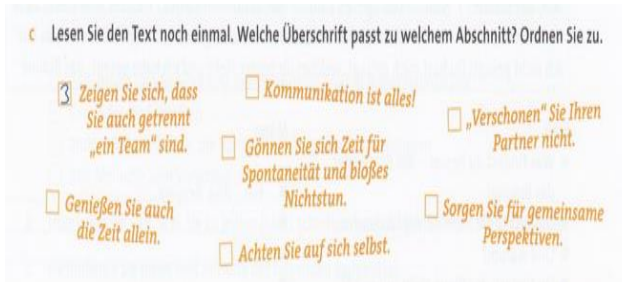 c Lesen Sie den Text noch einmal. Welche Überschrift passt zu welchem Abschnitt? Ordnen Sie zu.
3 Zeigen Sie sich, dass
Sie auch getrennt
„ein Team“ sind.
Kommunikation ist alles!
„Verschonen“ Sie Ihren
Partner nicht.
Gönnen Sie sich Zeit für
Spontaneität und bloßes
Nichtstun.
Genießen Sie auch
die Zeit allein.
Sorgen Sie für gemeinsame
Perspektiven.
Achten Sie auf sich selbst.